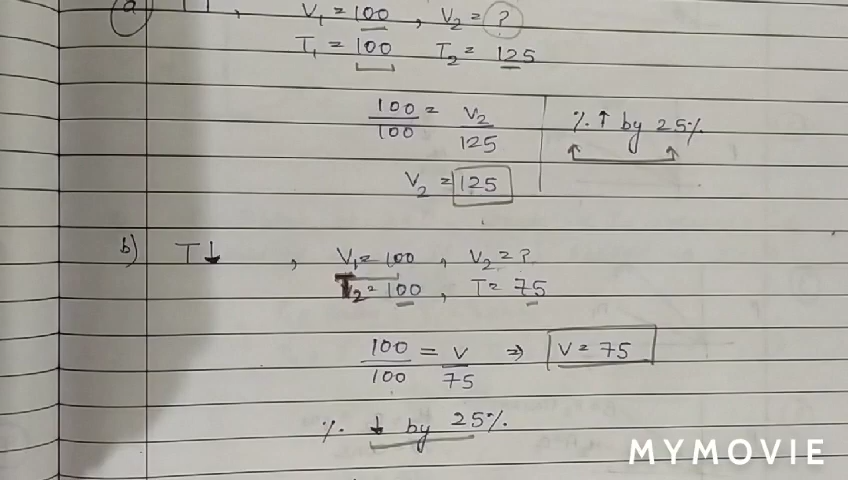 a) T↑, V₁ = 100, V₂ = ?
T₁ = 100 T₂ = 125
100/100 = V₂/125 % ↑ by 25%
V₂ = 125
b) T↓, V₁ = 100, V₂ = ?
T₂ = 100, T = 75
100/100 = V/75 ⇒ V = 75
% ↓ by 25%
MYMOVIE